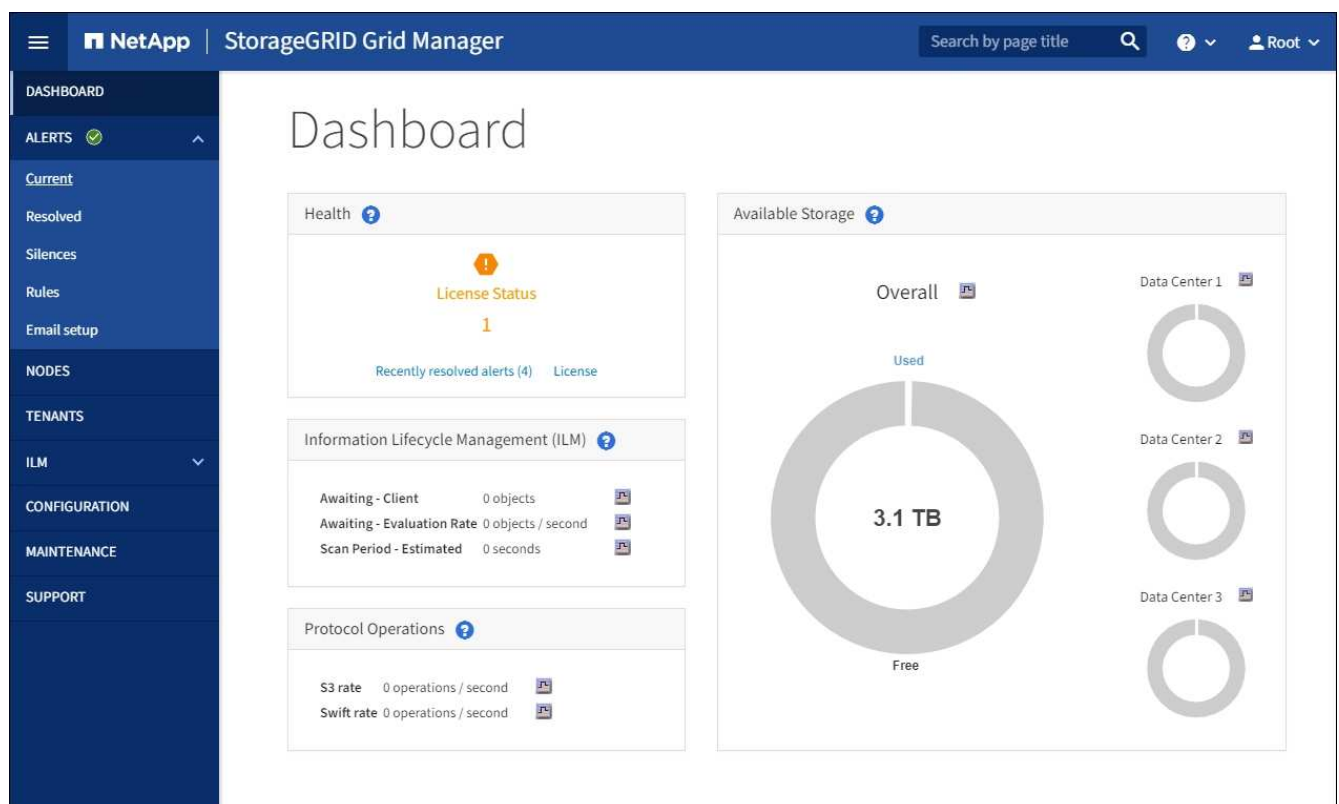 NetApp | StorageGRID Grid Manager
Search by page title
Root
DASHBOARD
ALERTS
Current
Resolved
Silences
Rules
Email setup
NODES
TENANTS
ILM
CONFIGURATION
MAINTENANCE
SUPPORT
Dashboard
Health
License Status
1
Recently resolved alerts (4) License
Information Lifecycle Management (ILM)
Awaiting - Client 0 objects
Awaiting - Evaluation Rate 0 objects / second
Scan Period - Estimated 0 seconds
Protocol Operations
S3 rate 0 operations / second
Swift rate 0 operations / second
Available Storage
Overall
Used
3.1 TB
Free
Data Center 1
Data Center 2
Data Center 3